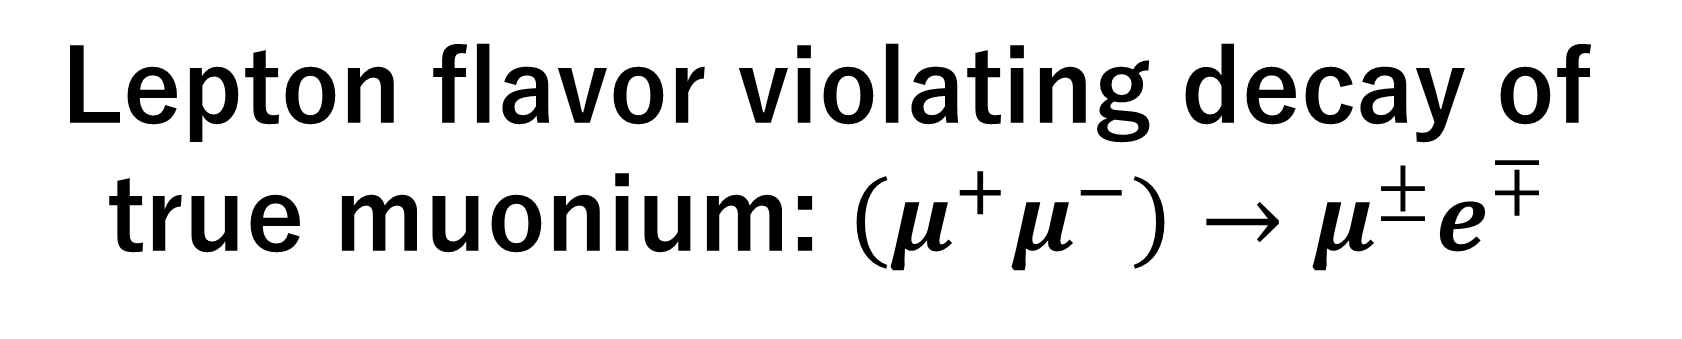 Lepton flavor violating decay of
true muonium: (μ⁺μ⁻) → μ^± e^∓